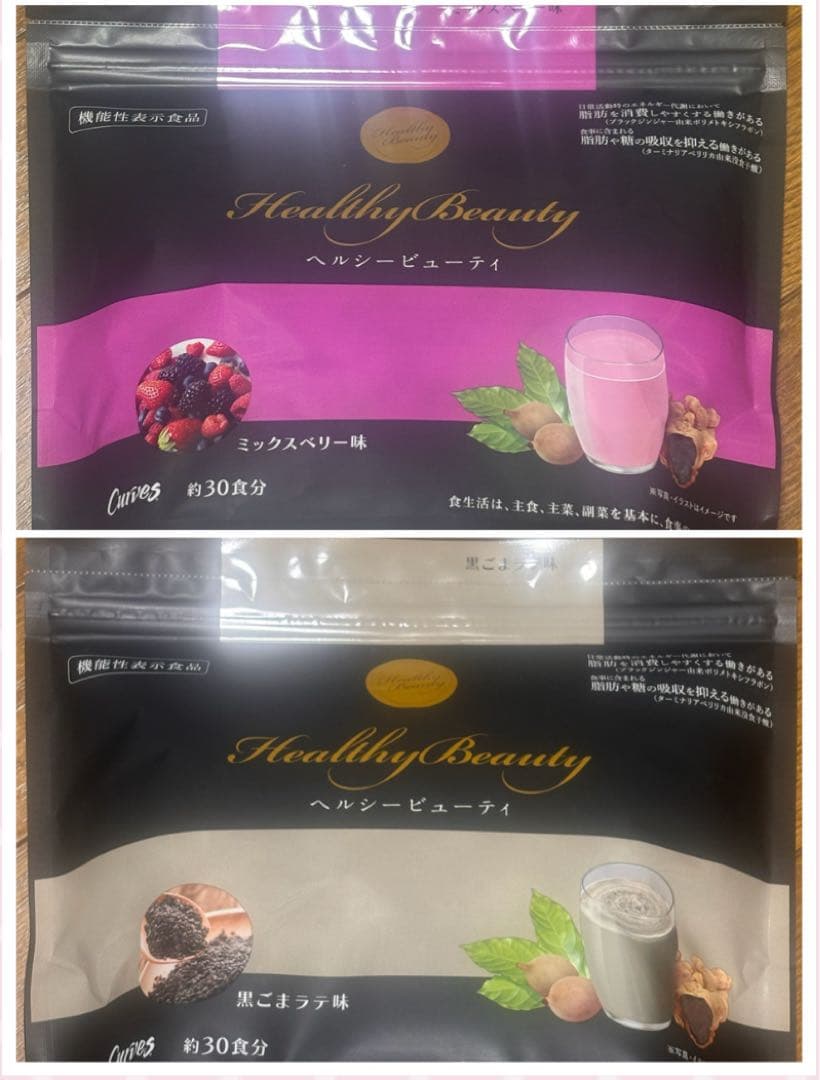 機能性表示食品
Healthy
Beauty
日常活動時のエネルギー代謝において
脂肪を消費しやすくする働きがある
(ブラックジンジャー由来ポリメトキシフラボン)
食事に含まれる
脂肪や糖の吸収を抑える働きがある
(ターミナリアベリリカ由来没食子酸)
Healthy Beauty
ヘルシービューティ
ミックスベリー味
Curves
約30食分
※写真・イラストはイメージです
食生活は、主食、主菜、副菜を基本に、食事の
黒ごまラテ味
機能性表示食品
Healthy
Beauty
日常活動時のエネルギー代謝において
脂肪を消費しやすくする働きがある
(ブラックジンジャー由来ポリメトキシフラボン)
食事に含まれる
脂肪や糖の吸収を抑える働きがある
(ターミナリアベリリカ由来没食子酸)
Healthy Beauty
ヘルシービューティ
黒ごまラテ味
Curves
約30食分
※写真・イ